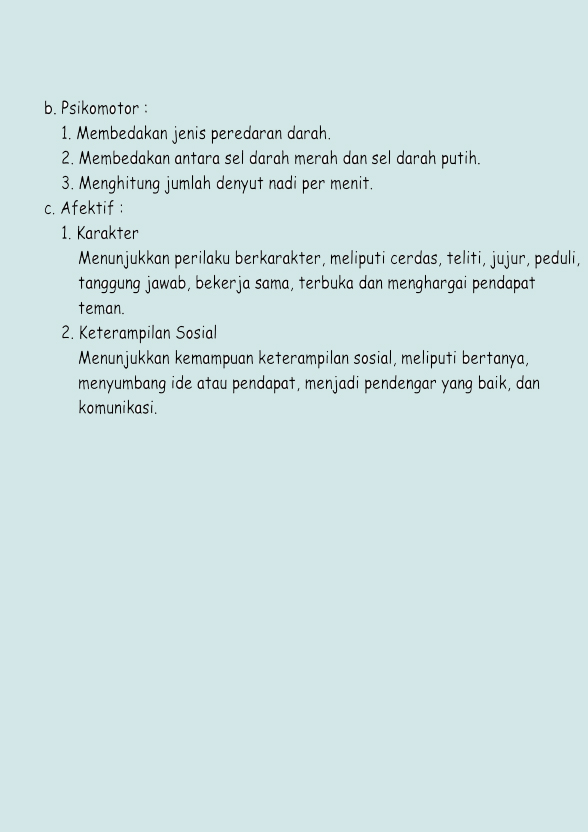 b. Psikomotor :
1. Membedakan jenis peredaran darah.
2. Membedakan antara sel darah merah dan sel darah putih.
3. Menghitung jumlah denyut nadi per menit.
c. Afektif :
1. Karakter
Menunjukkan perilaku berkarakter, meliputi cerdas, teliti, jujur, peduli,
tanggung jawab, bekerja sama, terbuka dan menghargai pendapat
teman.
2. Keterampilan Sosial
Menunjukkan kemampuan keterampilan sosial, meliputi bertanya,
menyumbang ide atau pendapat, menjadi pendengar yang baik, dan
komunikasi.